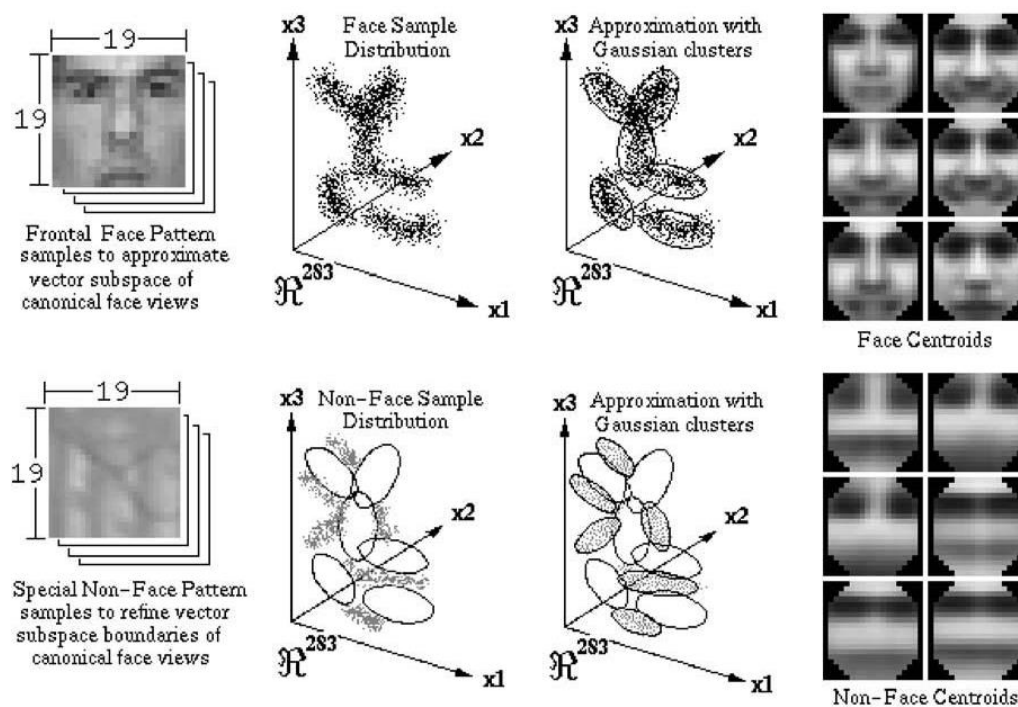 19
19
Frontal Face Pattern
samples to approximate
vector subspace of
canonical face views
x3
Face Sample
Distribution
x2
ℜ283
x1
x3
Approximation with
Gaussian clusters
x2
ℜ283
x1
Face Centroids
19
19
Special Non-Face Pattern
samples to refine vector
subspace boundaries of
canonical face views
x3
Non-Face Sample
Distribution
x2
ℜ283
x1
x3
Approximation with
Gaussian clusters
x2
ℜ283
x1
Non-Face Centroids